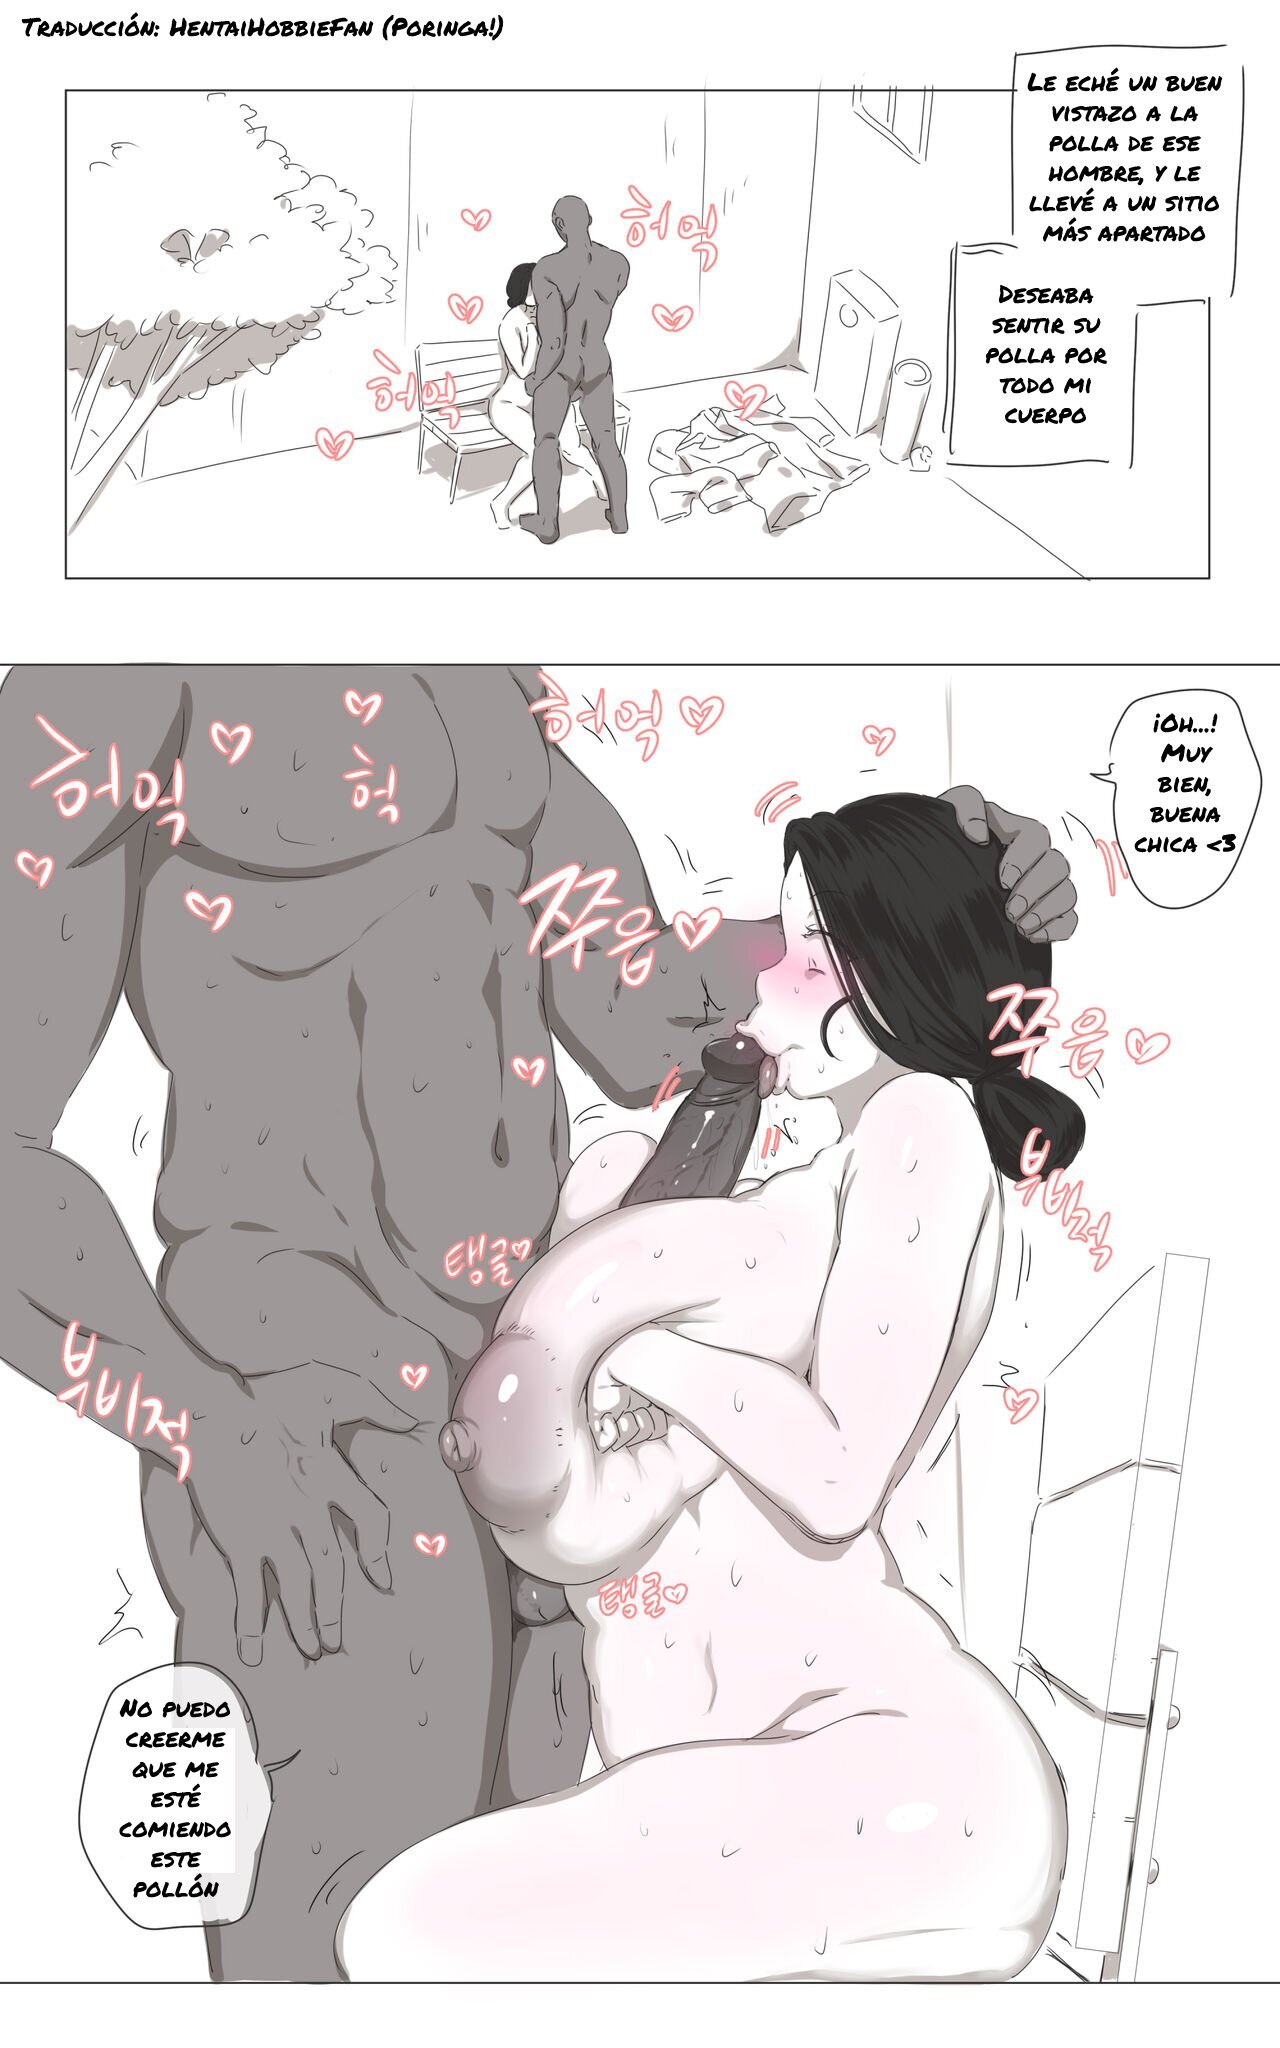 Traducción: HentaiHobbieFan (Poringa!)
Le eché un buen
vistazo a la
polla de ese
hombre, y le
llevé a un sitio
más apartado
Deseaba
sentir su
polla por
todo mi
cuerpo
허억
허억
¡Oh...!
Muy
bien,
buena
chica <3
허억
허억
헉
쭈읍
쭈읍
부비적
탱글
부비적
탱글
No puedo
creerme
que me
esté
comiendo
este
pollón